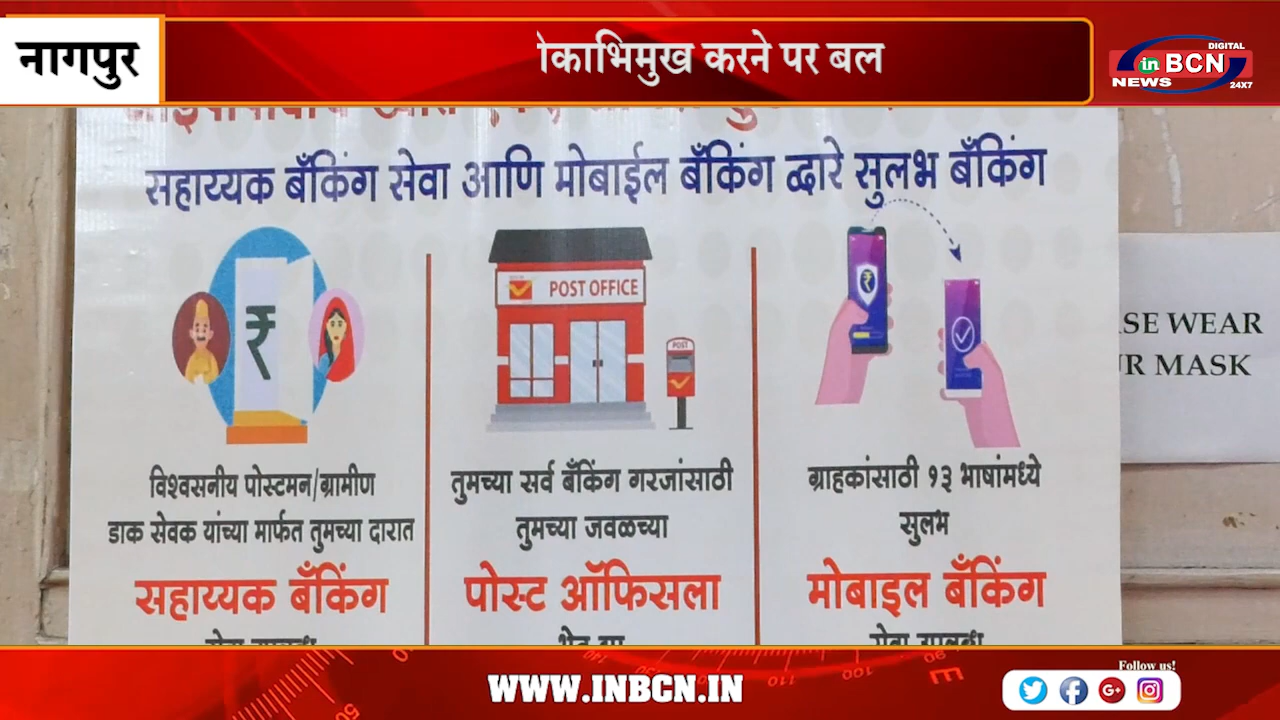 नागपुर
ोकाभिमुख करने पर बल
DIGITAL
in BCN
NEWS 24X7
सहाय्यक बँकिंग सेवा आणि मोबाईल बँकिंग द्वारे सुलभ बँकिंग
POST OFFICE
POST
विश्वसनीय पोस्टमन/ग्रामीण
डाक सेवक यांच्या मार्फत तुमच्या दारात
सहाय्यक बँकिंग
तुमच्या सर्व बँकिंग गरजांसाठी
तुमच्या जवळच्या
पोस्ट ऑफिसला
ग्राहकांसाठी १३ भाषांमध्ये
सुलभ
मोबाइल बँकिंग
SE WEAR
R MASK
WWW.INBCN.IN
Follow us!